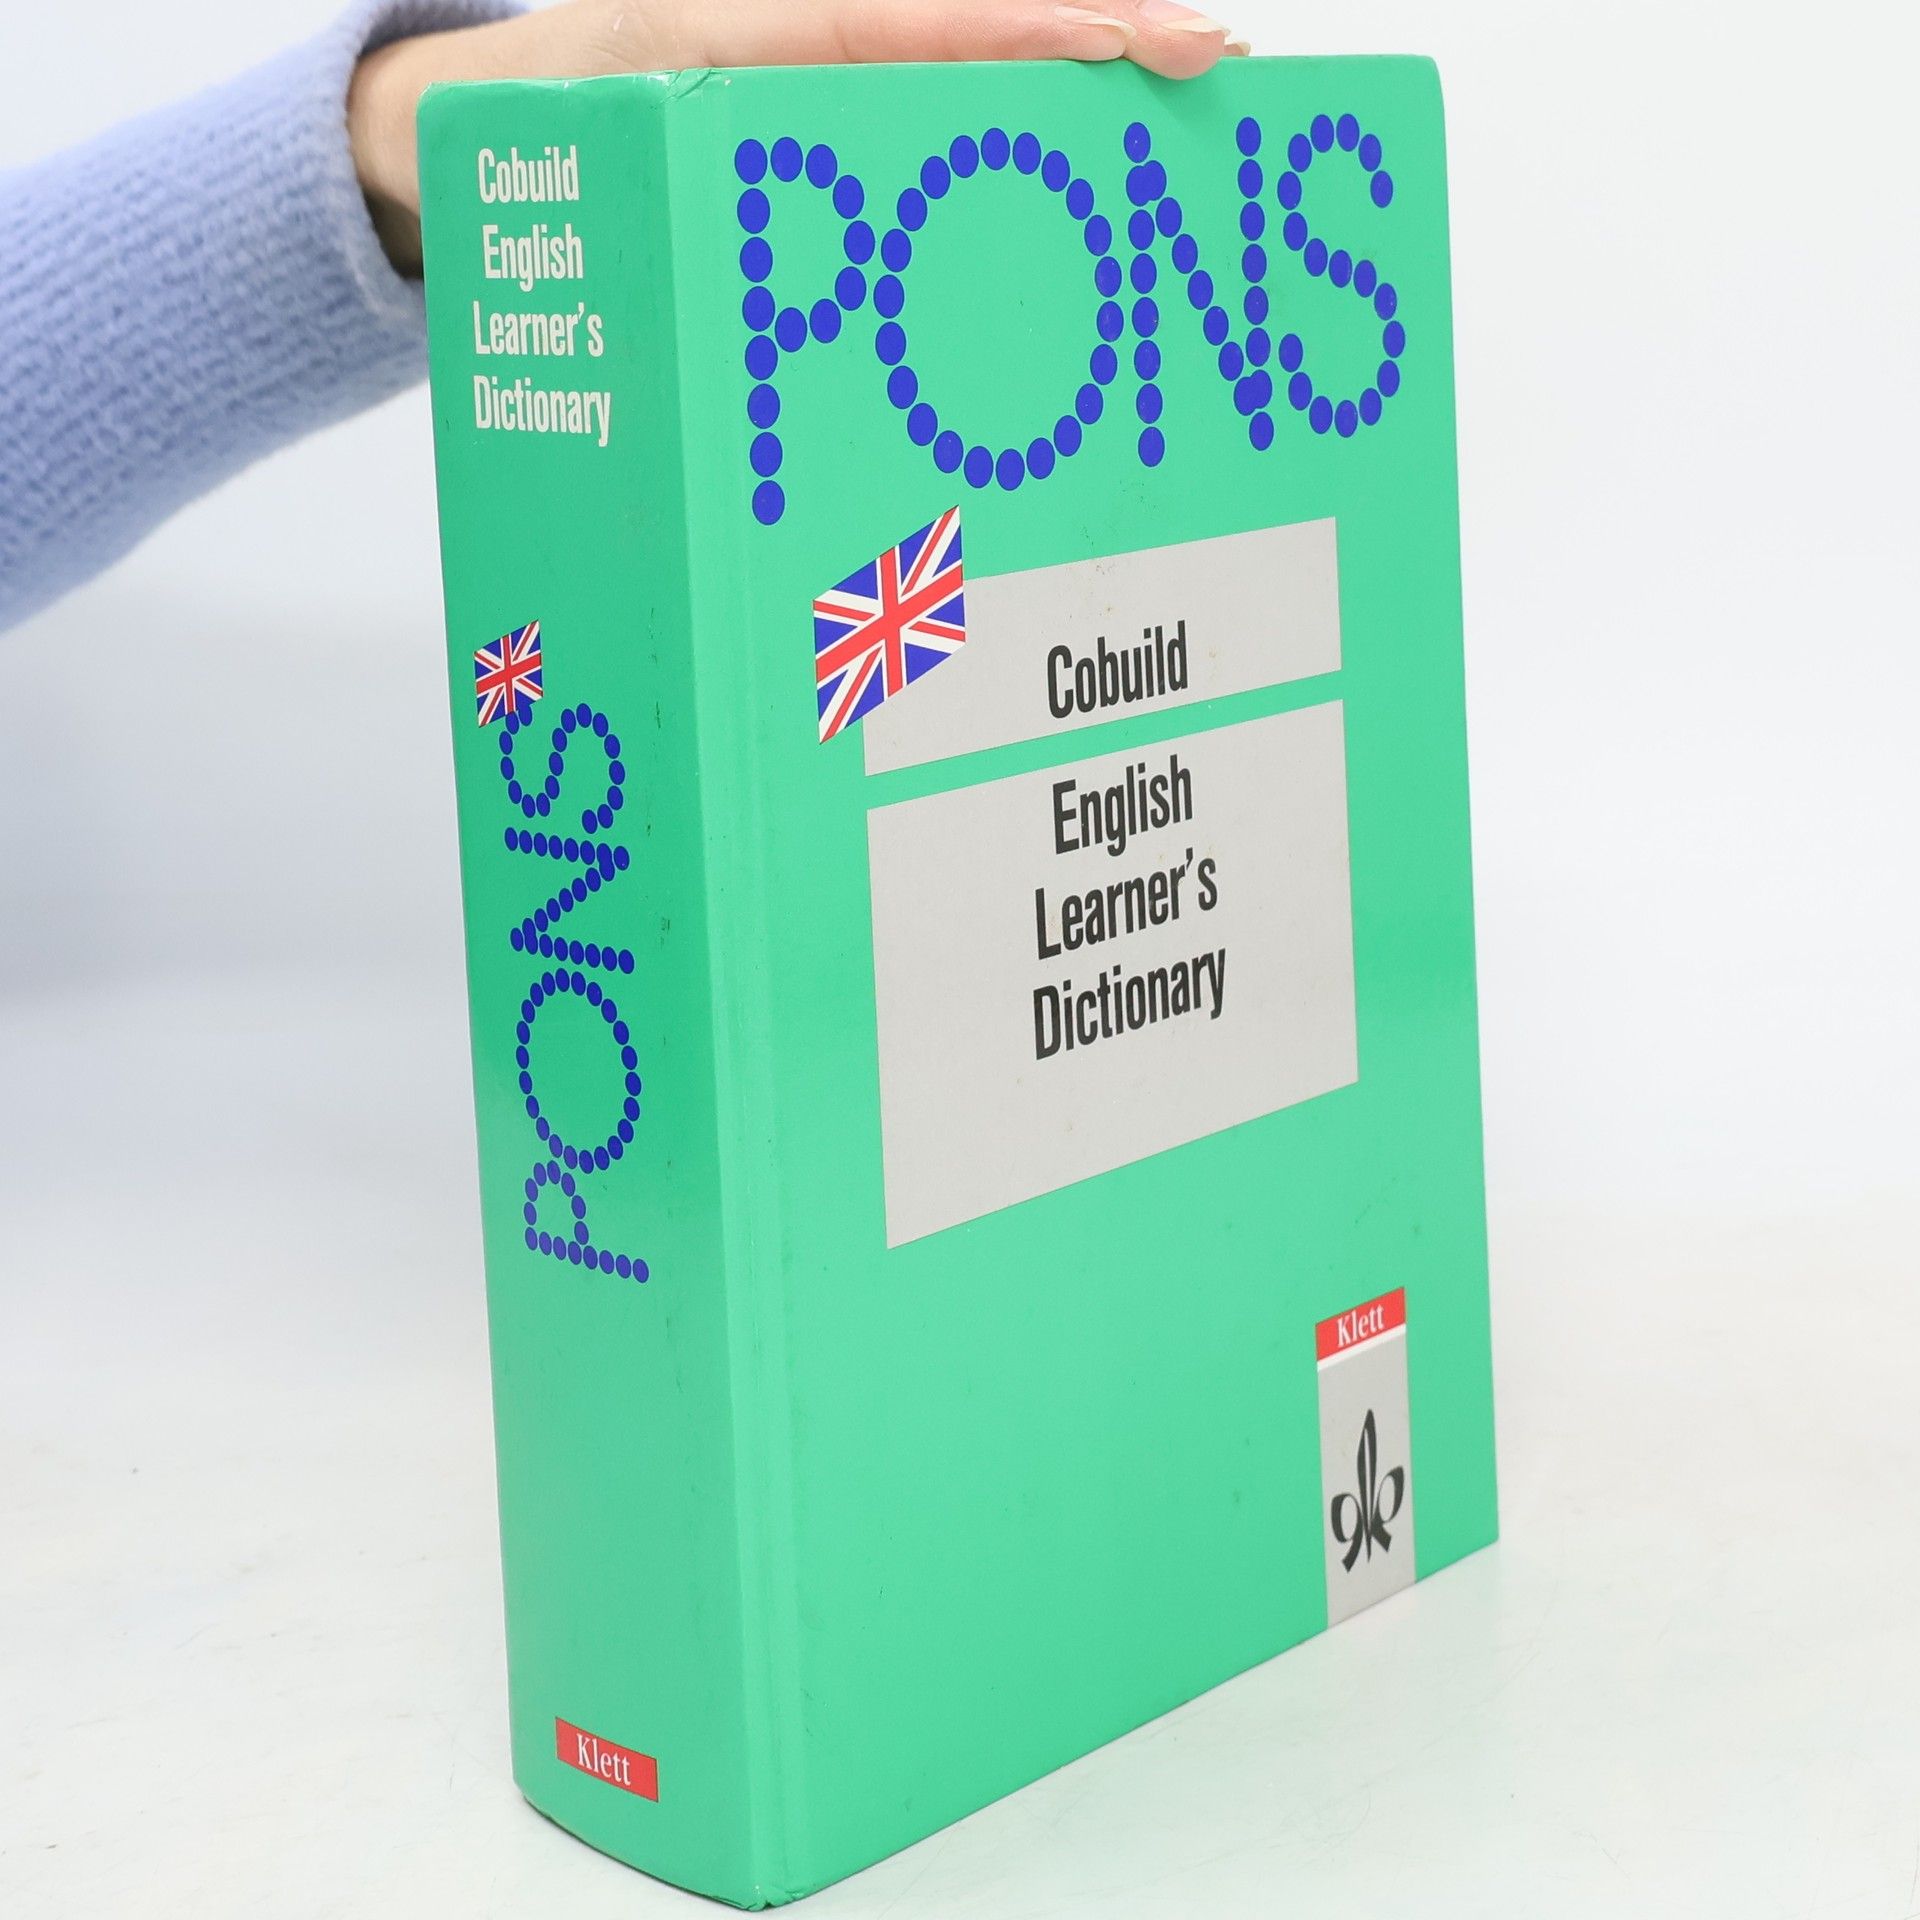 Cobuild
English
Learner's
Dictionary
PONS
Klett
PONS
Cobuild
English
Learner's
Dictionary
Klett